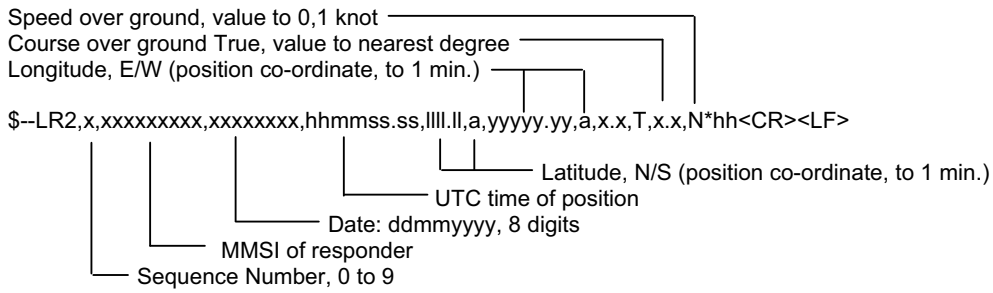 Speed over ground, value to 0,1 knot
Course over ground True, value to nearest degree
Longitude, E/W (position co-ordinate, to 1 min.)
$--LR2,x,xxxxxxxxx,xxxxxxxx,hhmmss.ss,llll.ll,a,yyyyy.yy,a,x.x,T,x.x,N*hh<CR><LF>
Latitude, N/S (position co-ordinate, to 1 min.)
UTC time of position
Date: ddmmyyyy, 8 digits
MMSI of responder
Sequence Number, 0 to 9